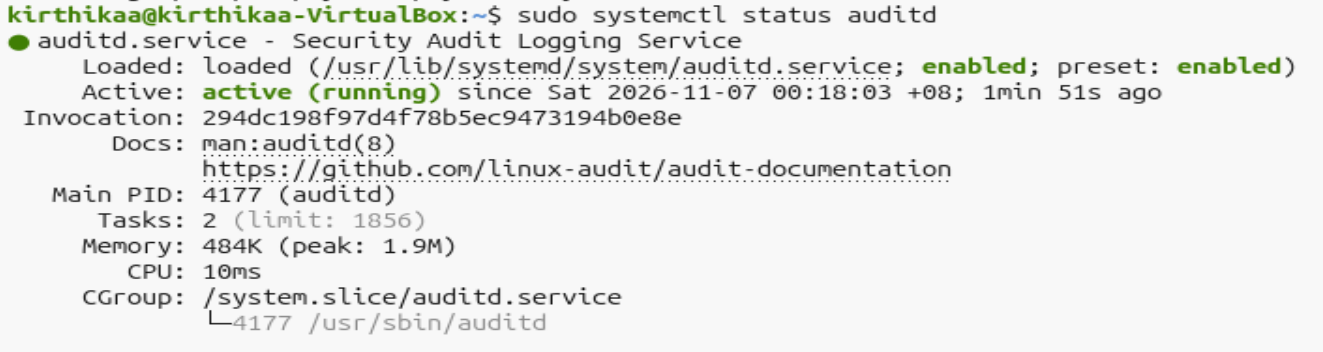 kirthikaa@kirthikaa-VirtualBox:~$ sudo systemctl status auditd
● auditd.service - Security Audit Logging Service
Loaded: loaded (/usr/lib/systemd/system/auditd.service; enabled; preset: enabled)
Active: active (running) since Sat 2026-11-07 00:18:03 +08; 1min 51s ago
Invocation: 294dc198f97d4f78b5ec9473194b0e8e
Docs: man:auditd(8)
https://github.com/linux-audit/audit-documentation
Main PID: 4177 (auditd)
Tasks: 2 (limit: 1856)
Memory: 484K (peak: 1.9M)
CPU: 10ms
CGroup: /system.slice/auditd.service
└─4177 /usr/sbin/auditd